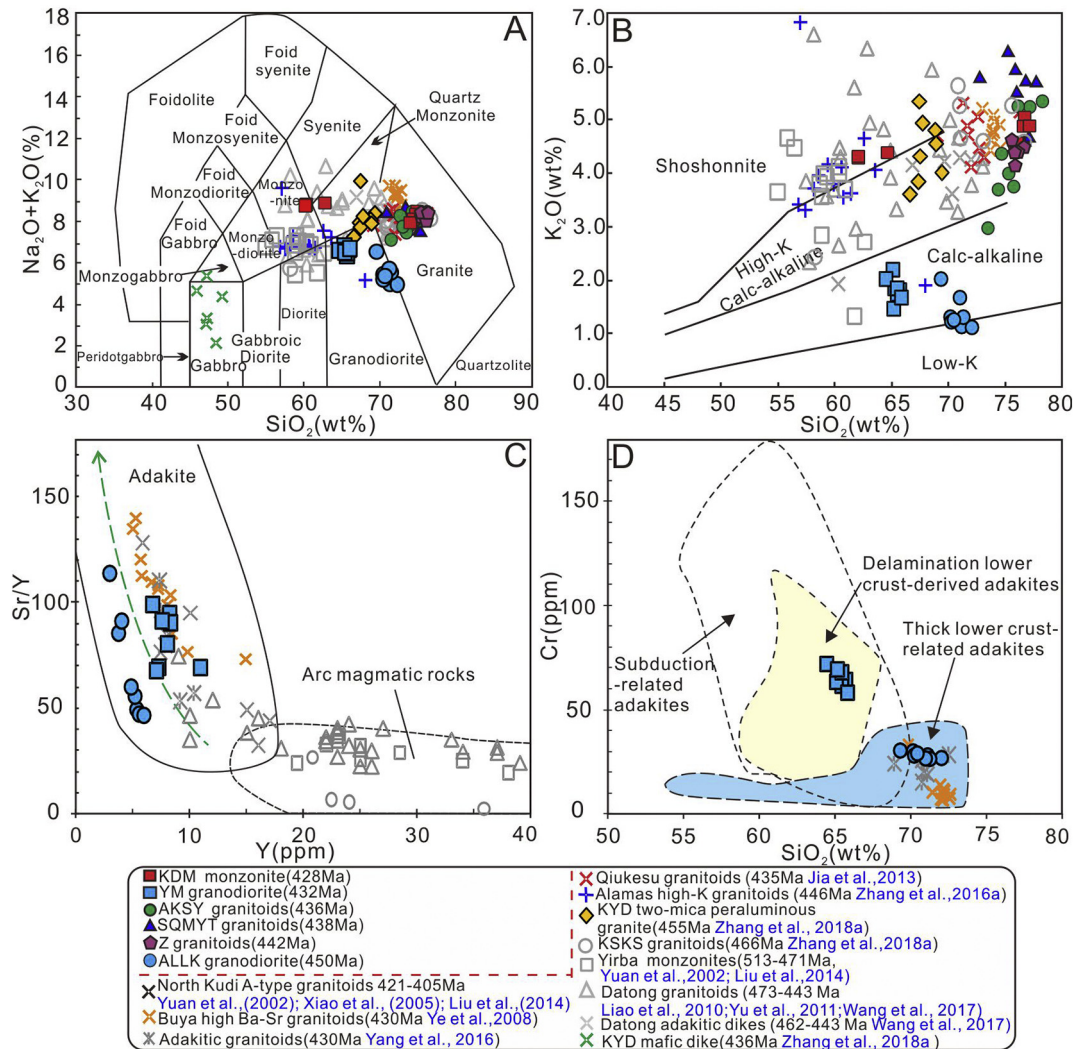 A
Na2O+K2O(%)
18
16
14
12
10
8
6
4
2
0
30
40
50
60
70
80
90
SiO2(wt%)
Foidolite
Foid
syenite
Foid
Monzosyenite
Syenite
Quartz
Monzonite
Foid
Monzodiorite
Monzo
-nite
Foid
Gabbro
Monzo
-diorite
Monzogabbro
Granite
Peridotgabbro
Gabbro
Gabbroic
Diorite
Diorite
Granodiorite
Quartzolite
B
K2O(wt%)
7.0
6.0
5.0
4.0
3.0
2.0
1.0
0.0
40
45
50
55
60
65
70
75
80
SiO2(wt%)
Shoshonnite
High-K
Calc-alkaline
Calc-alkaline
Low-K
C
Sr/Y
150
100
50
0
0
10
20
30
40
Y(ppm)
Adakite
Arc magmatic rocks
D
Cr(ppm)
150
100
50
0
50
55
60
65
70
75
80
SiO2(wt%)
Delamination lower
crust-derived adakites
Thick lower crust-
related adakites
Subduction
-related
adakites
KDM monzonite(428Ma)
YM granodiorite(432Ma)
AKSY granitoids(436Ma)
SQMYT granitoids(438Ma)
Z granitoids(442Ma)
ALLK granodiorite(450Ma)
North Kudi A-type granitoids 421-405Ma
Yuan et al.,(2002); Xiao et al., (2005); Liu et al.,(2014)
Buya high Ba-Sr granitoids(430Ma Ye et al.,2008)
Adakitic granitoids(430Ma Yang et al., 2016)
Qiukesu granitoids(435Ma Jia et al.,2013)
Alamas high-K granitoids (446Ma Zhang et al.,2016a)
KYD two-mica peraluminous
granite(455Ma Zhang et al., 2018a)
KSKS granitoids(466Ma Zhang et al.,2018a)
Yirba monzonites(513-471Ma,
Yuan et al.,2002; Liu et al.,2014)
Datong granitoids (473-443 Ma
Liao et al., 2010;Yu et al., 2011;Wang et al., 2017)
Datong adakitic dikes (462-443 Ma Wang et al., 2017)
KYD mafic dike(436Ma Zhang et al., 2018a )